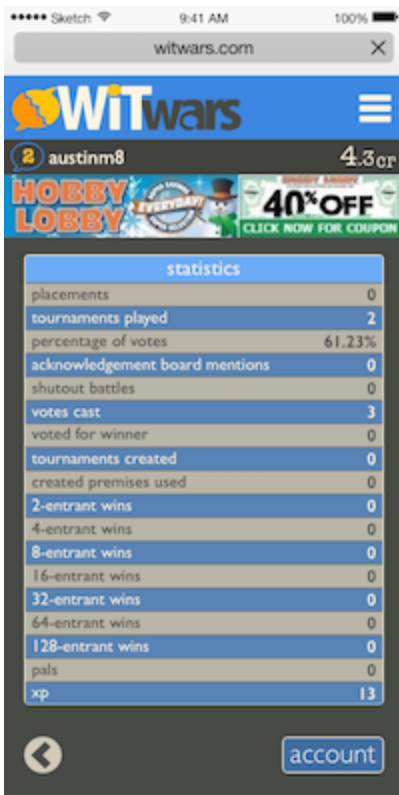 Sketch 9:41 AM 100%
witwars.com
WiTwars
2 austinm8 4.3cr
HOBBY LOBBY EVERYDAY! HOBBY LOBBY 40% OFF
CLICK NOW FOR COUPON
statistics
placements 0
tournaments played 2
percentage of votes 61.23%
acknowledgement board mentions 0
shutout battles 0
votes cast 3
voted for winner 0
tournaments created 0
created premises used 0
2-entrant wins 0
4-entrant wins 0
8-entrant wins 0
16-entrant wins 0
32-entrant wins 0
64-entrant wins 0
128-entrant wins 0
pals 0
xp 13
account